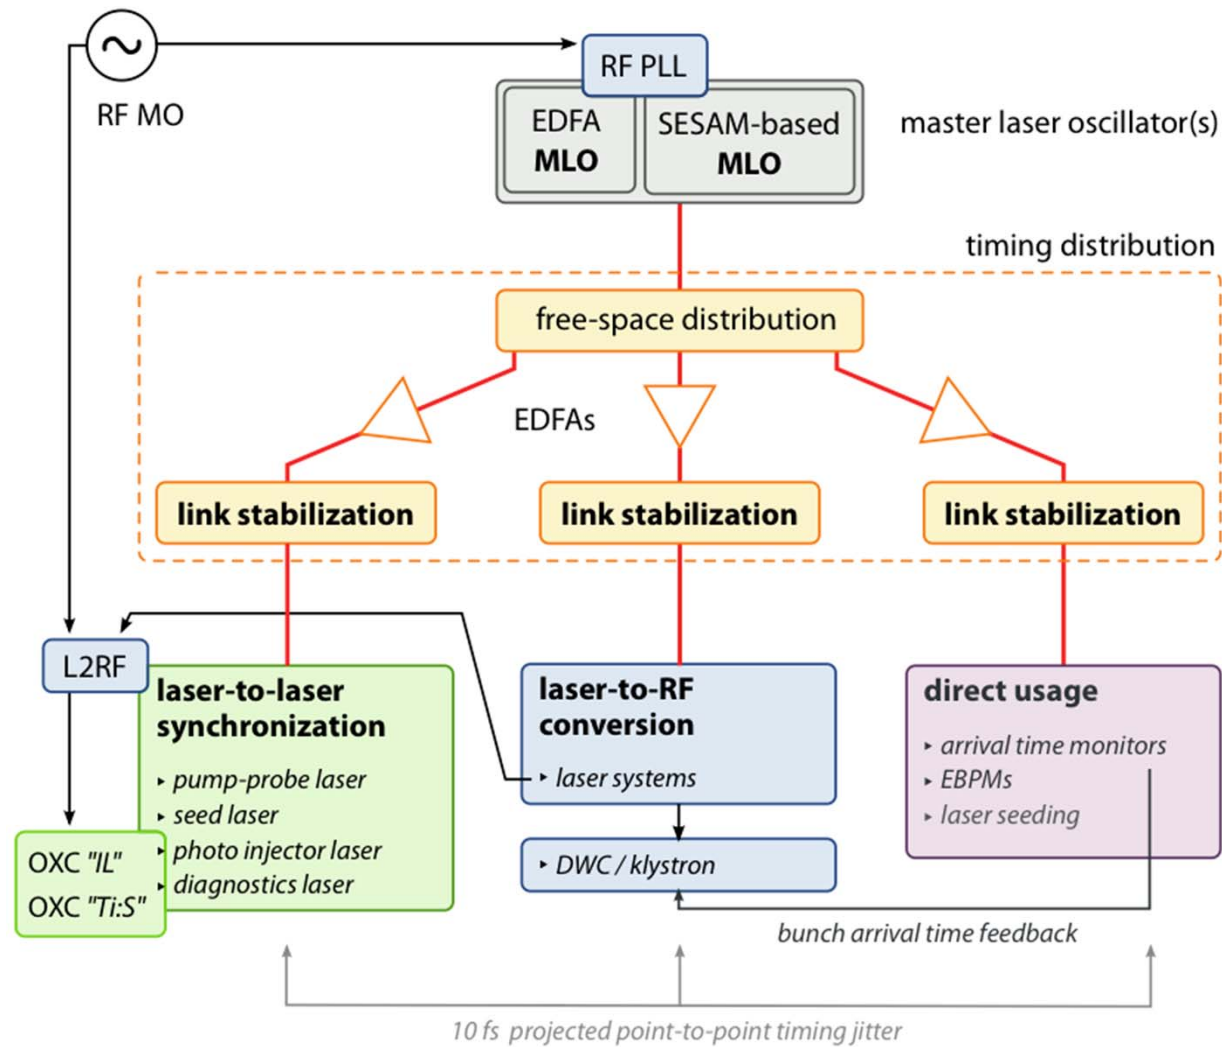 RF MO
RF PLL
EDFA
MLO
SESAM-based
MLO
master laser oscillator(s)
timing distribution
free-space distribution
EDFAs
link stabilization
link stabilization
link stabilization
L2RF
laser-to-laser
synchronization
‣ pump-probe laser
‣ seed laser
‣ photo injector laser
‣ diagnostics laser
OXC "IL"
OXC "Ti:S"
laser-to-RF
conversion
‣ laser systems
‣ DWC / klystron
direct usage
‣ arrival time monitors
‣ EBPMs
‣ laser seeding
bunch arrival time feedback
10 fs projected point-to-point timing jitter